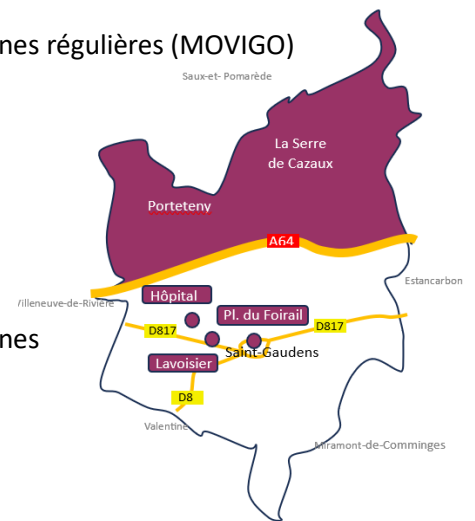 nes régulières (MOVIGO)
Saux-et- Pomarède
La Serre
de Cazaux
Porteteny
A64
Estancarbon
Hôpital
Villeneuve-de-Rivière
Pl. du Foirail
D817
D817
nes
Saint-Gaudens
Lavoisier
D8
Valentine
Miramont-de-Comminges